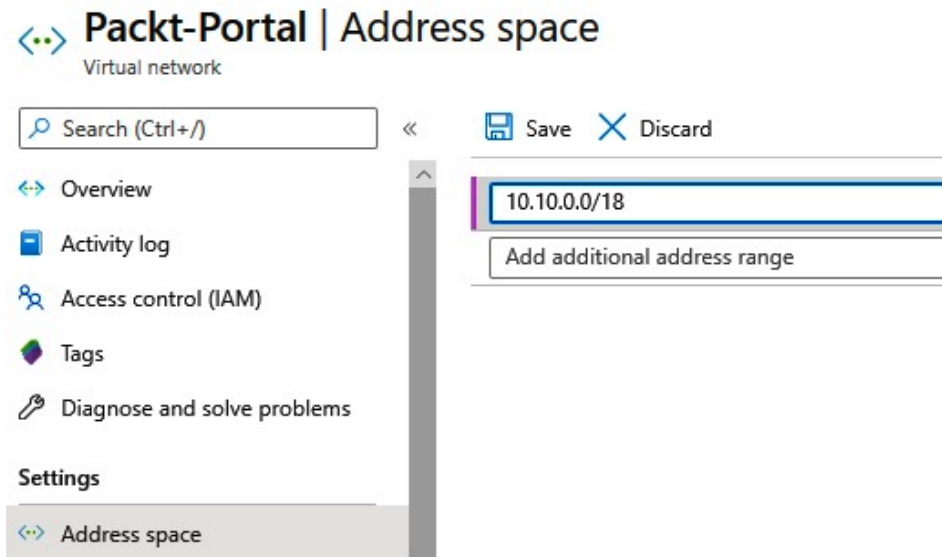 Packt-Portal | Address space
Virtual network
Search (Ctrl+/)
«
Save
Discard
Overview
Activity log
Access control (IAM)
Tags
Diagnose and solve problems
Settings
Address space
10.10.0.0/18
Add additional address range